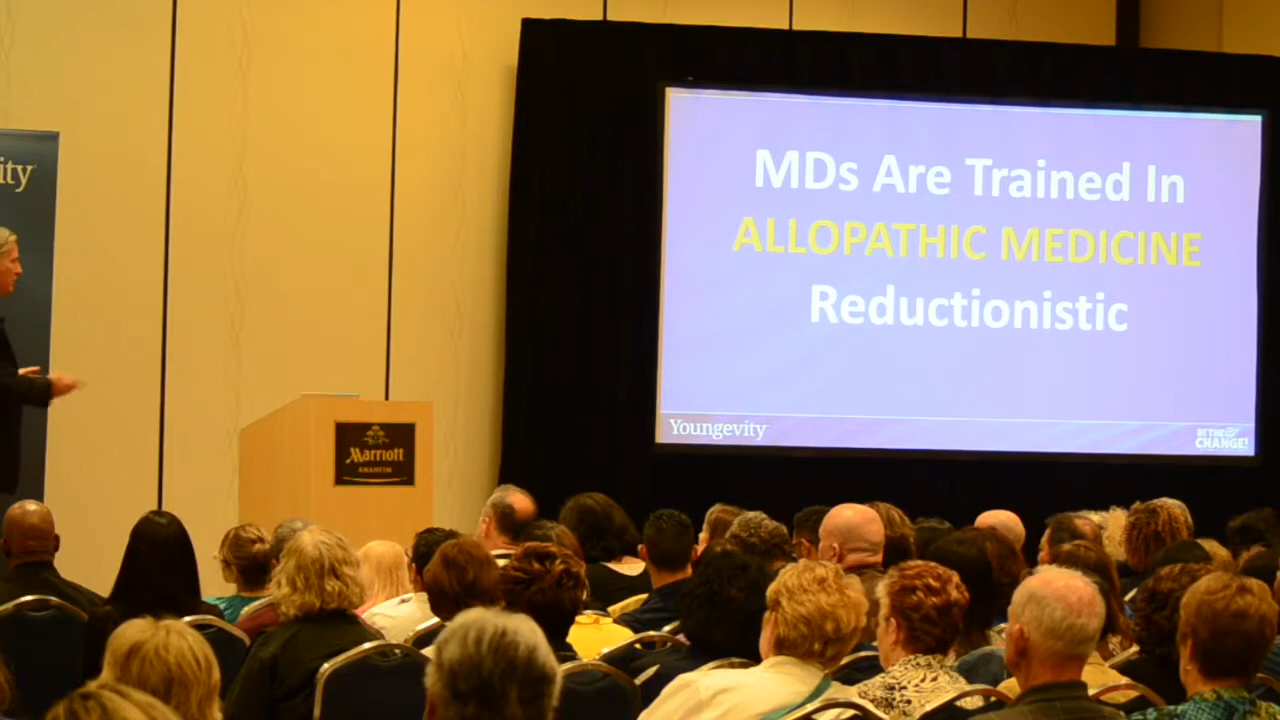 ity
MDs Are Trained In
ALLOPATHIC MEDICINE
Reductionistic
Youngevity
BE THE
CHANGE!
Marriott
ANAHEIM